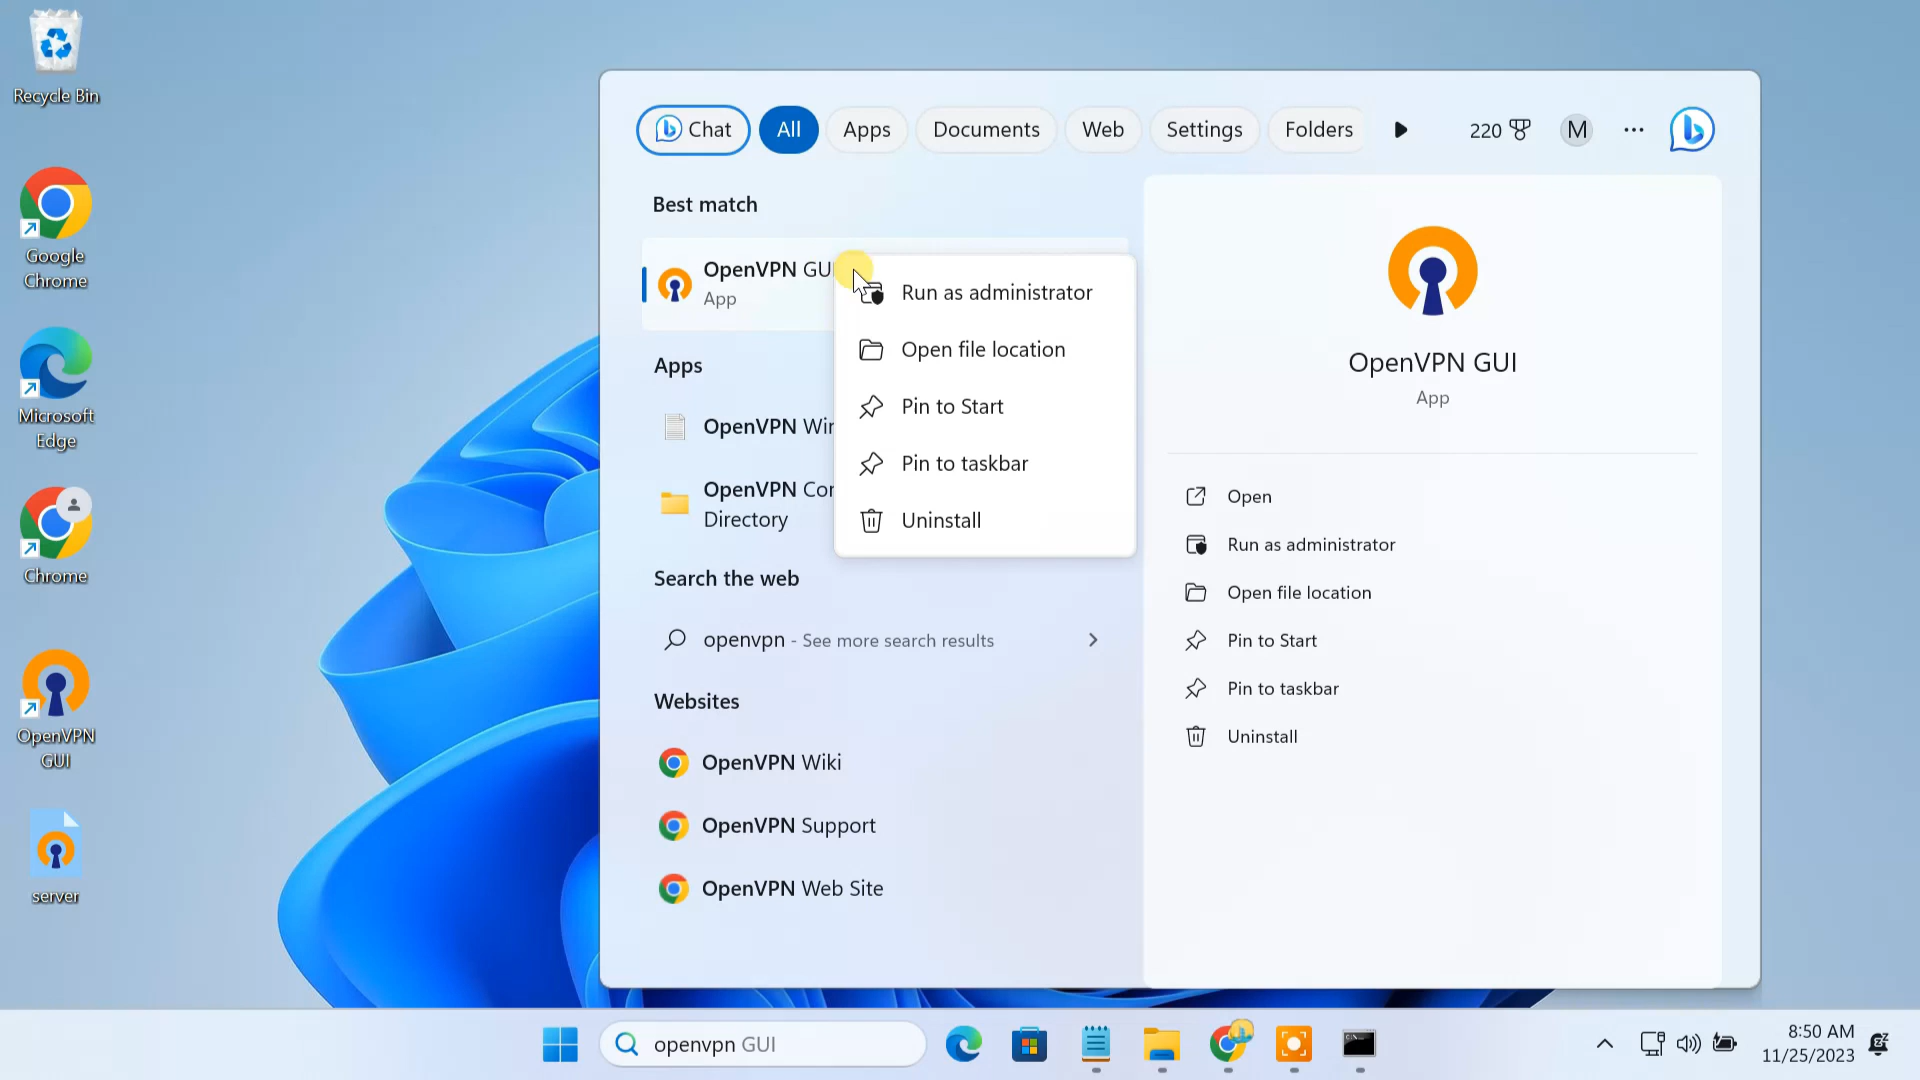 Recycle Bin
Google
Chrome
Microsoft
Edge
Chrome
OpenVPN
GUI
server
Chat
All
Apps
Documents
Web
Settings
Folders
220
M
Best match
OpenVPN GUI
App
Apps
OpenVPN Win
OpenVPN Con
Directory
Search the web
openvpn - See more search results
Websites
OpenVPN Wiki
OpenVPN Support
OpenVPN Web Site
Run as administrator
Open file location
Pin to Start
Pin to taskbar
Uninstall
OpenVPN GUI
App
Open
Run as administrator
Open file location
Pin to Start
Pin to taskbar
Uninstall
openvpn GUI
8:50 AM
11/25/2023